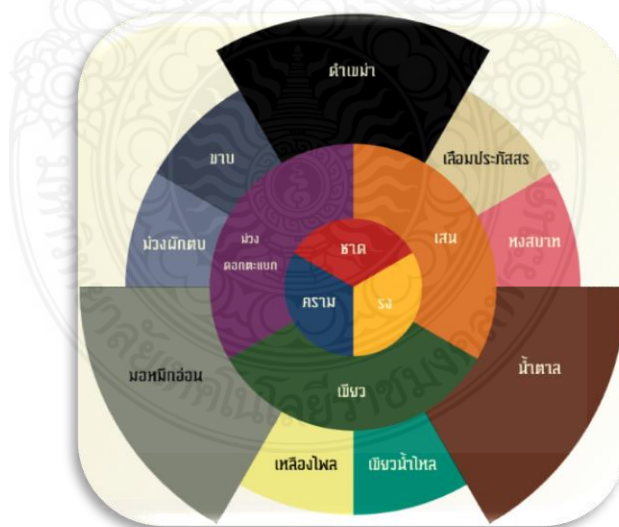 ดำเขม่า
ขาบ
เลื่อมประภัสสร
ม่วงผักตบ
ม่วง
ดอกตะแบก
ชาด
เสน
หงสบาท
คราม
รง
มอหมึกอ่อน
น้ำตาล
เขียว
เหลืองไพล
เขียวน้ำไหล